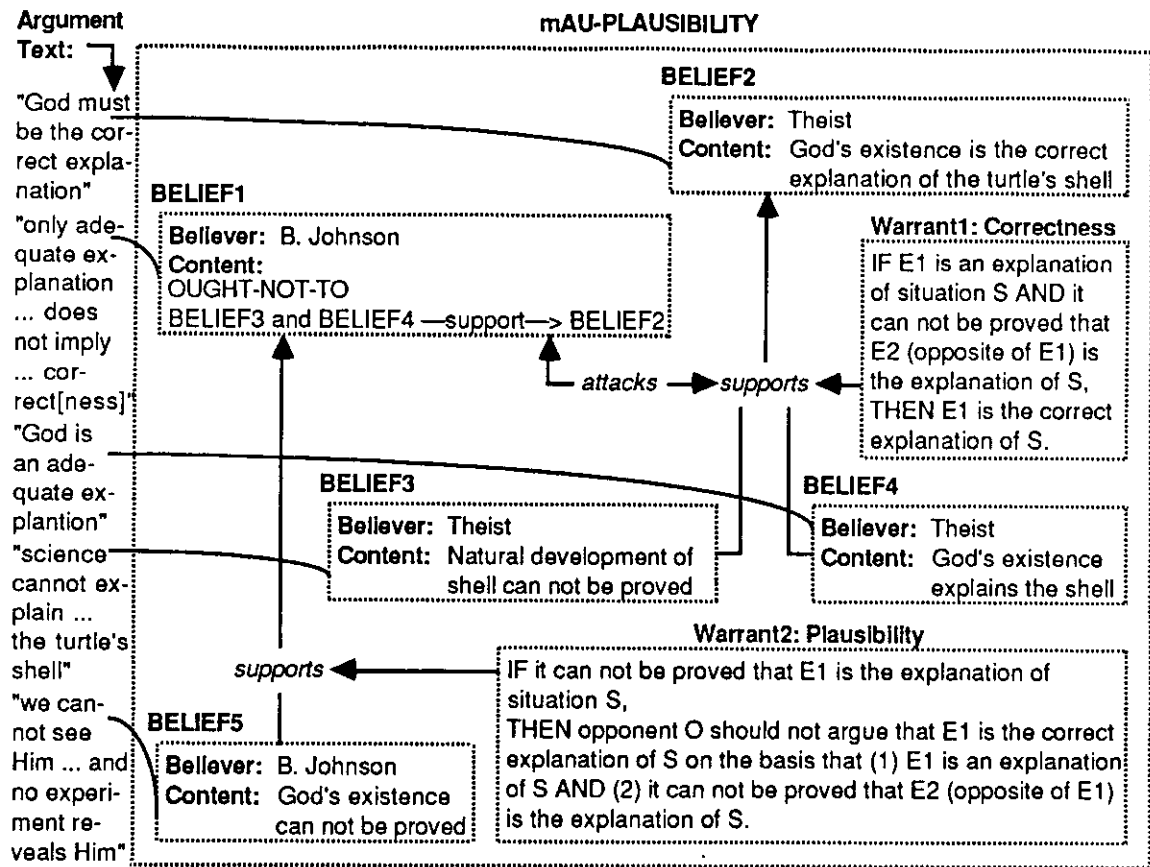 Argument
Text:
mAU-PLAUSIBILITY
"God must
be the cor-
rect expla-
nation"
"only ade-
quate ex-
planation
... does
not imply
... cor-
rect[ness]"
"God is
an ade-
quate ex-
plantion"
"science
cannot ex-
plain ...
the turtle's
shell"
"we can-
not see
Him ... and
no experi-
ment re-
veals Him"
BELIEF2
Believer: Theist
Content: God's existence is the correct
explanation of the turtle's shell
BELIEF1
Believer: B. Johnson
Content:
OUGHT-NOT-TO
BELIEF3 and BELIEF4 —support—> BELIEF2
Warrant1: Correctness
IF E1 is an explanation
of situation S AND it
can not be proved that
E2 (opposite of E1) is
the explanation of S,
THEN E1 is the correct
explanation of S.
attacks
supports
BELIEF3
Believer: Theist
Content: Natural development of
shell can not be proved
BELIEF4
Believer: Theist
Content: God's existence
explains the shell
supports
Warrant2: Plausibility
IF it can not be proved that E1 is the explanation of
situation S,
THEN opponent O should not argue that E1 is the correct
explanation of S on the basis that (1) E1 is an explanation
of S AND (2) it can not be proved that E2 (opposite of E1)
is the explanation of S.
BELIEF5
Believer: B. Johnson
Content: God's existence
can not be proved